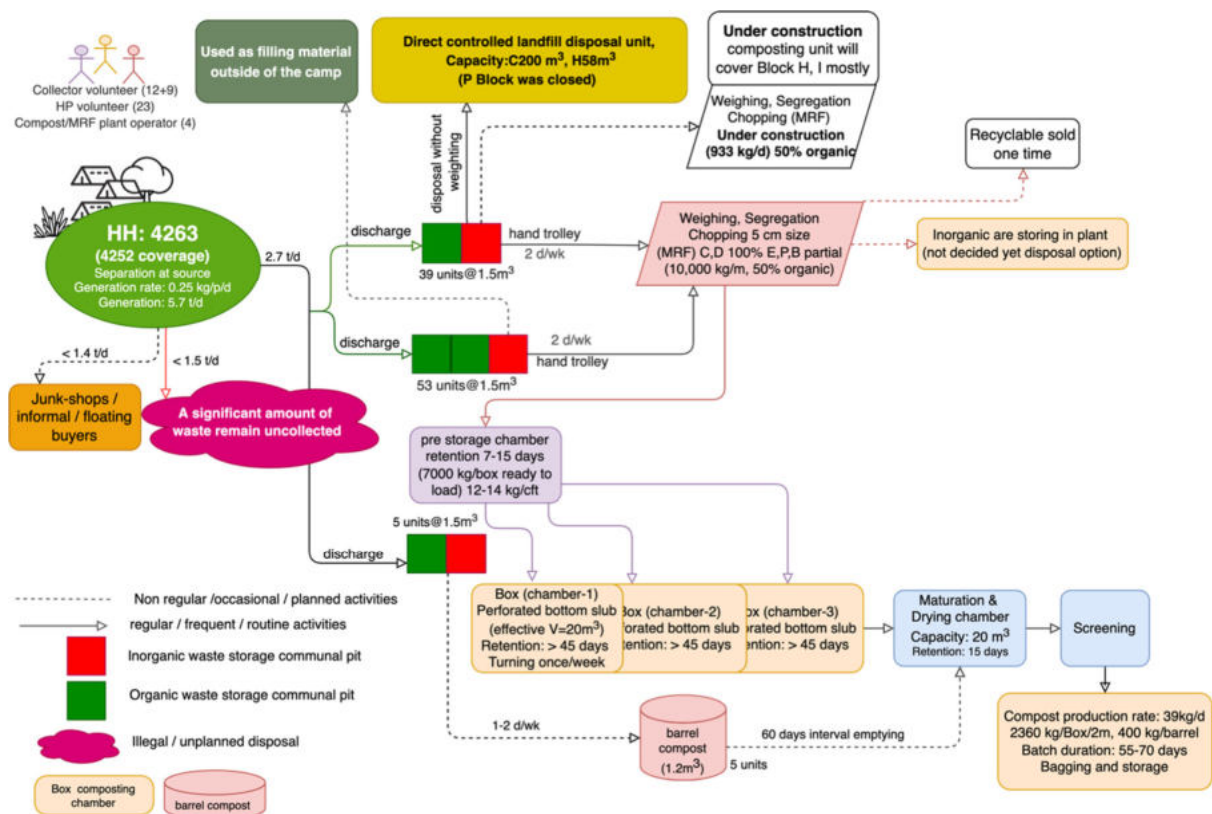 Collector volunteer (12+9)
HP volunteer (23)
Compost/MRF plant operator (4)
Used as filling material
outside of the camp
Direct controlled landfill disposal unit,
Capacity:C200 m³, H58m³
(P Block was closed)
Under construction
composting unit will
cover Block H, I mostly
Weighing, Segregation
Chopping (MRF)
Under construction
(933 kg/d) 50% organic
Recyclable sold
one time
disposal without
weighting
HH: 4263
(4252 coverage)
Separation at source
Generation rate: 0.25 kg/p/d
Generation: 5.7 t/d
2.7 t/d
discharge
39 units@1.5m³
hand trolley
2 d/wk
Weighing, Segregation
Chopping 5 cm size
(MRF) C,D 100% E,P,B partial
(10,000 kg/m, 50% organic)
Inorganic are storing in plant
(not decided yet disposal option)
discharge
53 units@1.5m³
2 d/wk
hand trolley
< 1.4 t/d
< 1.5 t/d
Junk-shops /
informal / floating
buyers
A significant amount of
waste remain uncollected
pre storage chamber
retention 7-15 days
(7000 kg/box ready to
load) 12-14 kg/cft
5 units@1.5m³
discharge
Box (chamber-1)
Perforated bottom slub
(effective V=20m³)
Retention: > 45 days
Turning once/week
Box (chamber-2)
forated bottom slub
tention: > 45 days
ox (chamber-3)
orated bottom slub
ention: > 45 days
Maturation &
Drying chamber
Capacity: 20 m³
Retention: 15 days
Screening
Compost production rate: 39kg/d
2360 kg/Box/2m, 400 kg/barrel
Batch duration: 55-70 days
Bagging and storage
1-2 d/wk
barrel
compost
(1.2m³)
60 days interval emptying
5 units
Non regular /occasional / planned activities
regular / frequent / routine activities
Inorganic waste storage communal pit
Organic waste storage communal pit
Illegal / unplanned disposal
Box composting
chamber
barrel compost